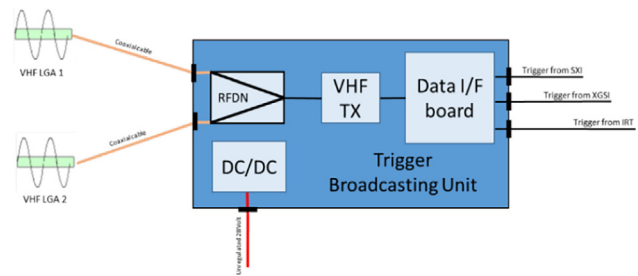 VHF LGA 1
Coaxial cable
RFDN
VHF
TX
Data I/F
board
Trigger from SXI
Trigger from XGSI
Trigger from IRT
Coaxial cable
VHF LGA 2
DC/DC
Trigger
Broadcasting Unit
Unregulated 28Volt